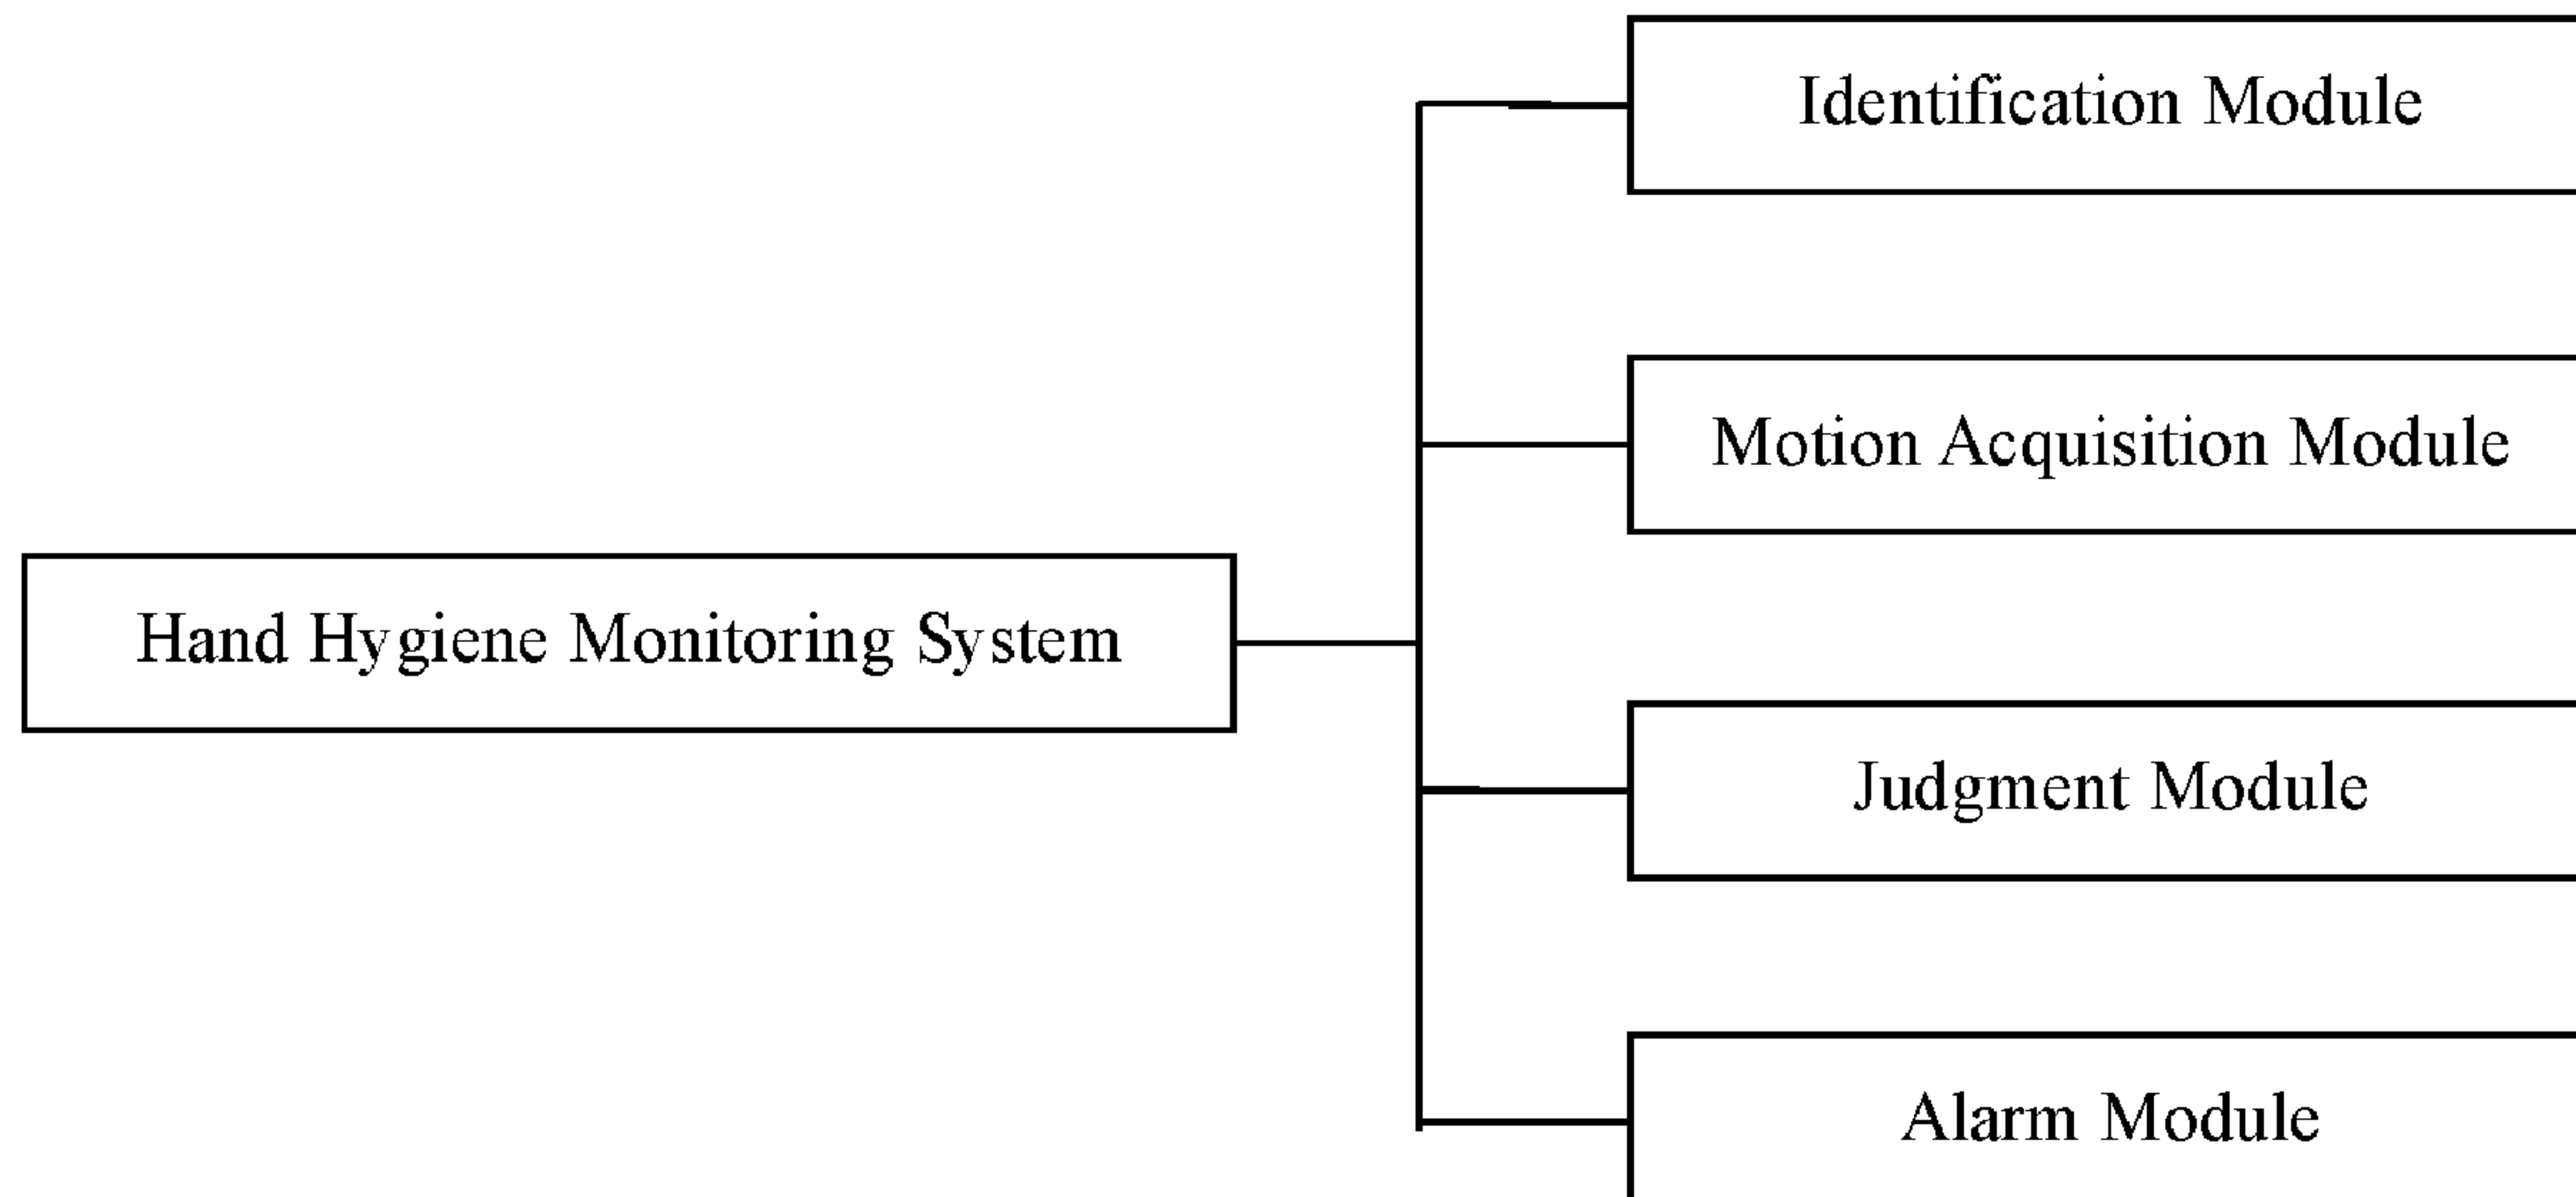 Identification Module
Motion Acquisition Module
Hand Hygiene Monitoring System
Judgment Module
Alarm Module